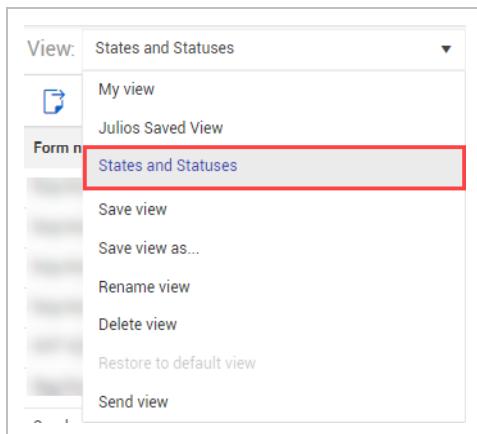 View: States and Statuses
My view
Julios Saved View
Form n
States and Statuses
Save view
Save view as...
Rename view
Delete view
Restore to default view
Send view